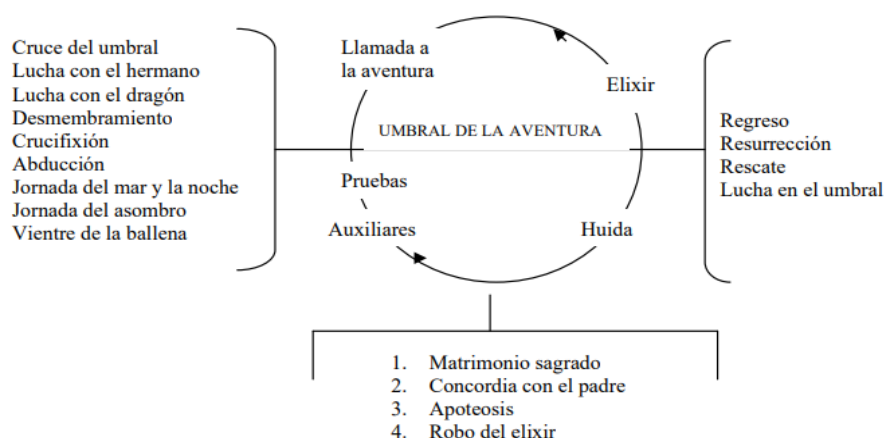 Cruce del umbral
Lucha con el hermano
Lucha con el dragón
Desmembramiento
Crucifixión
Abducción
Jornada del mar y la noche
Jornada del asombro
Vientre de la ballena
Llamada a
la aventura
Elixir
UMBRAL DE LA AVENTURA
Pruebas
Auxiliares
Huida
Regreso
Resurrección
Rescate
Lucha en el umbral
1. Matrimonio sagrado
2. Concordia con el padre
3. Apoteosis
4. Robo del elixir